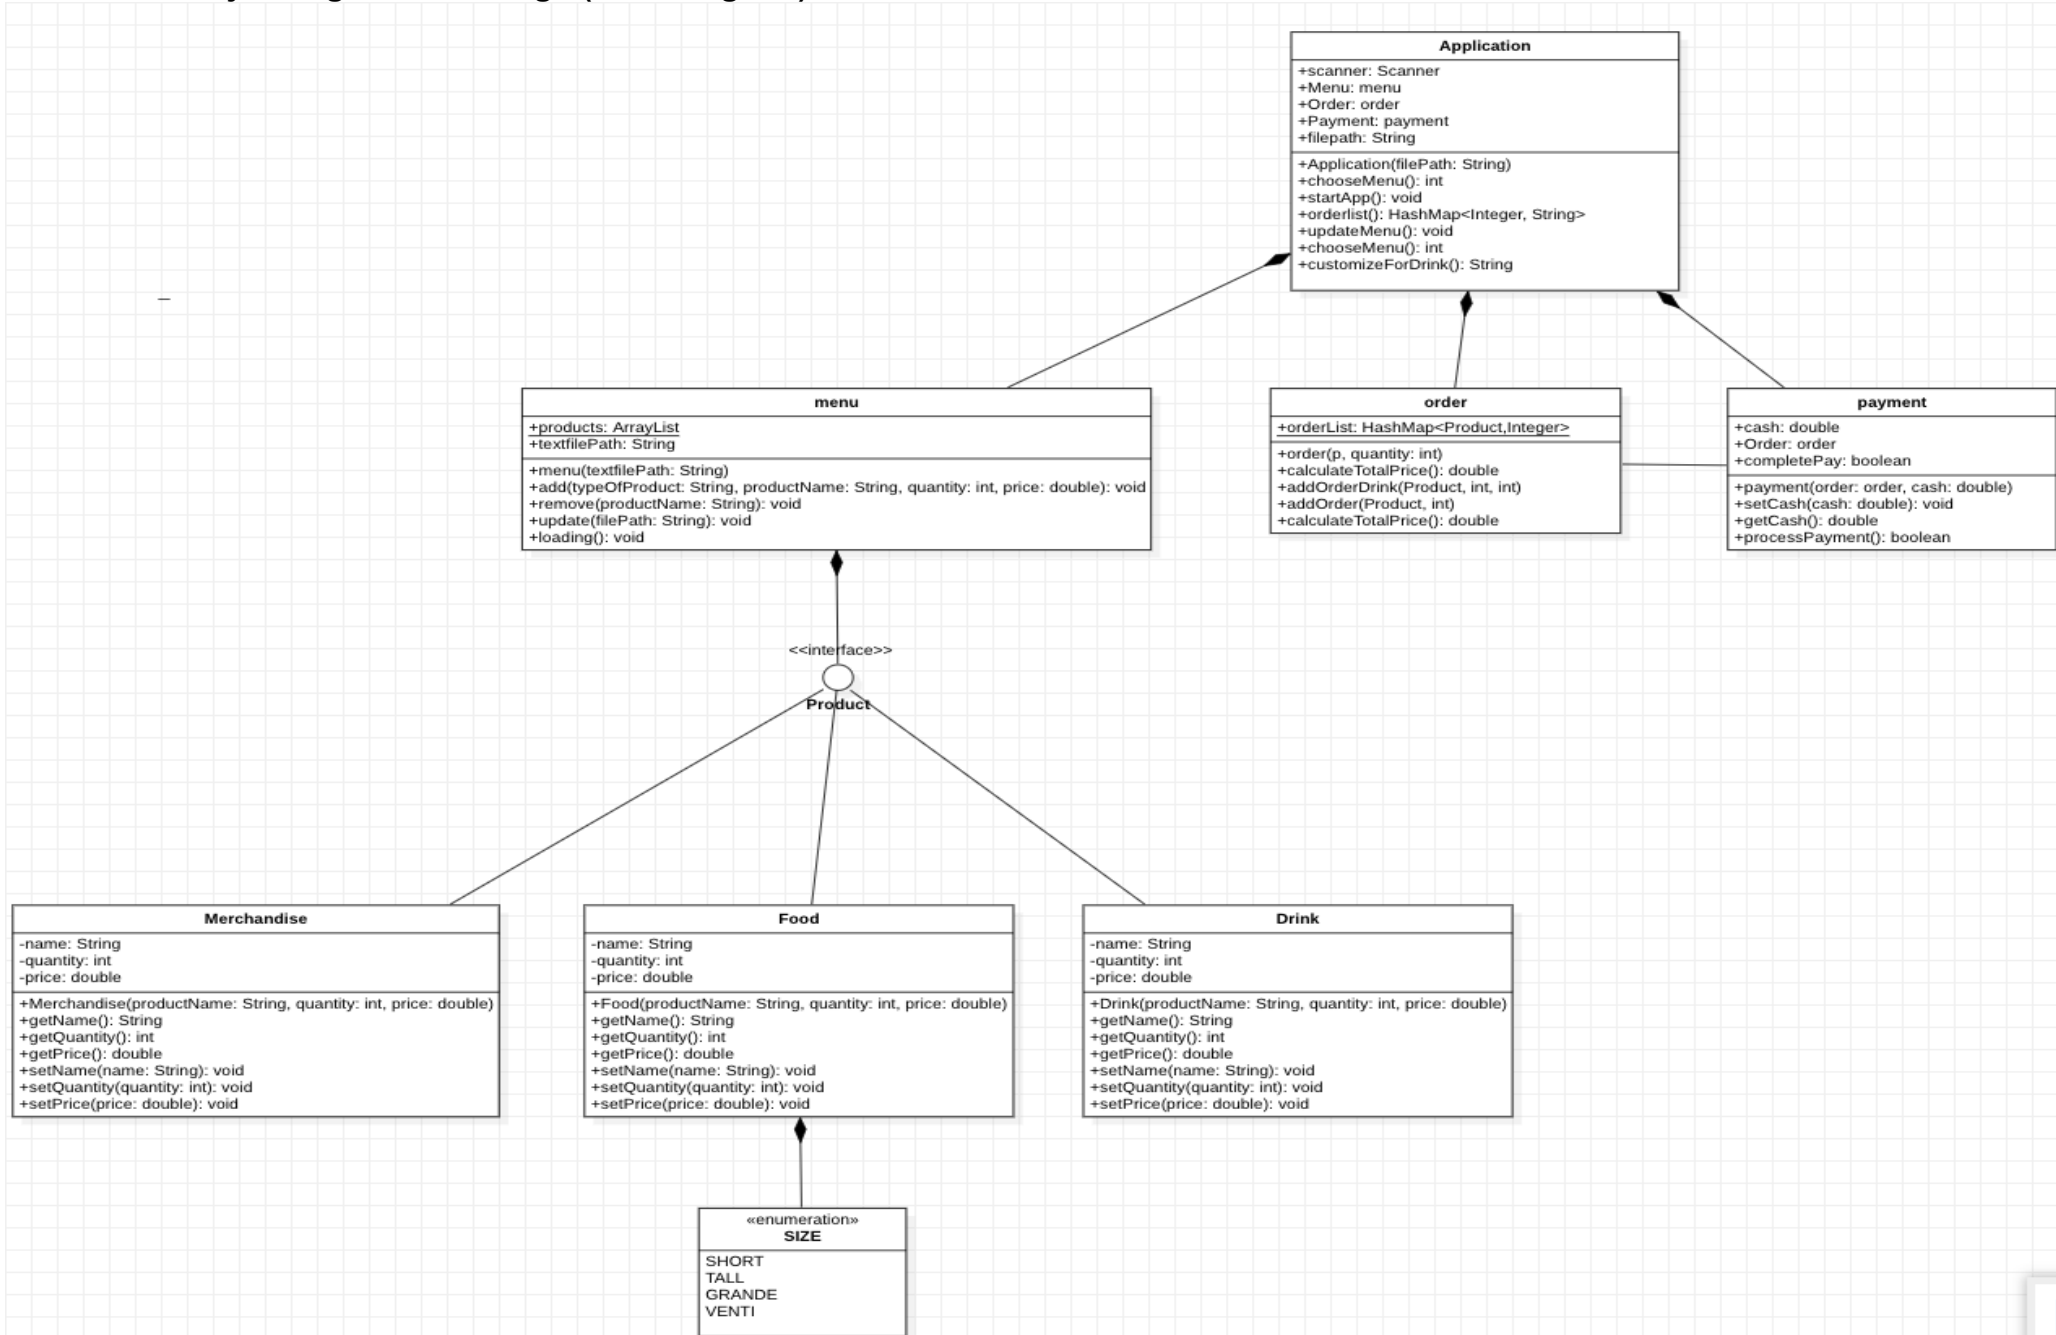 Application
+scanner: Scanner
+Menu: menu
+Order: order
+Payment: payment
+filepath: String
+Application(filePath: String)
+chooseMenu(): int
+startApp(): void
+orderlist(): HashMap<Integer, String>
+updateMenu(): void
+chooseMenu(): int
+customizeForDrink(): String
menu
+products: ArrayList
+textfilePath: String
+menu(textfilePath: String)
+add(typeOfProduct: String, productName: String, quantity: int, price: double): void
+remove(productName: String): void
+update(filePath: String): void
+loading(): void
order
+orderList: HashMap<Product,Integer>
+order(p, quantity: int)
+calculateTotalPrice(): double
+addOrderDrink(Product, int, int)
+addOrder(Product, int)
+calculateTotalPrice(): double
payment
+cash: double
+Order: order
+completePay: boolean
+payment(order: order, cash: double)
+setCash(cash: double): void
+getCash(): double
+processPayment(): boolean
<<interface>>
Product
Merchandise
-name: String
-quantity: int
-price: double
+Merchandise(productName: String, quantity: int, price: double)
+getName(): String
+getQuantity(): int
+getPrice(): double
+setName(name: String): void
+setQuantity(quantity: int): void
+setPrice(price: double): void
Food
-name: String
-quantity: int
-price: double
+Food(productName: String, quantity: int, price: double)
+getName(): String
+getQuantity(): int
+getPrice(): double
+setName(name: String): void
+setQuantity(quantity: int): void
+setPrice(price: double): void
Drink
-name: String
-quantity: int
-price: double
+Drink(productName: String, quantity: int, price: double)
+getName(): String
+getQuantity(): int
+getPrice(): double
+setName(name: String): void
+setQuantity(quantity: int): void
+setPrice(price: double): void
«enumeration»
SIZE
SHORT
TALL
GRANDE
VENTI